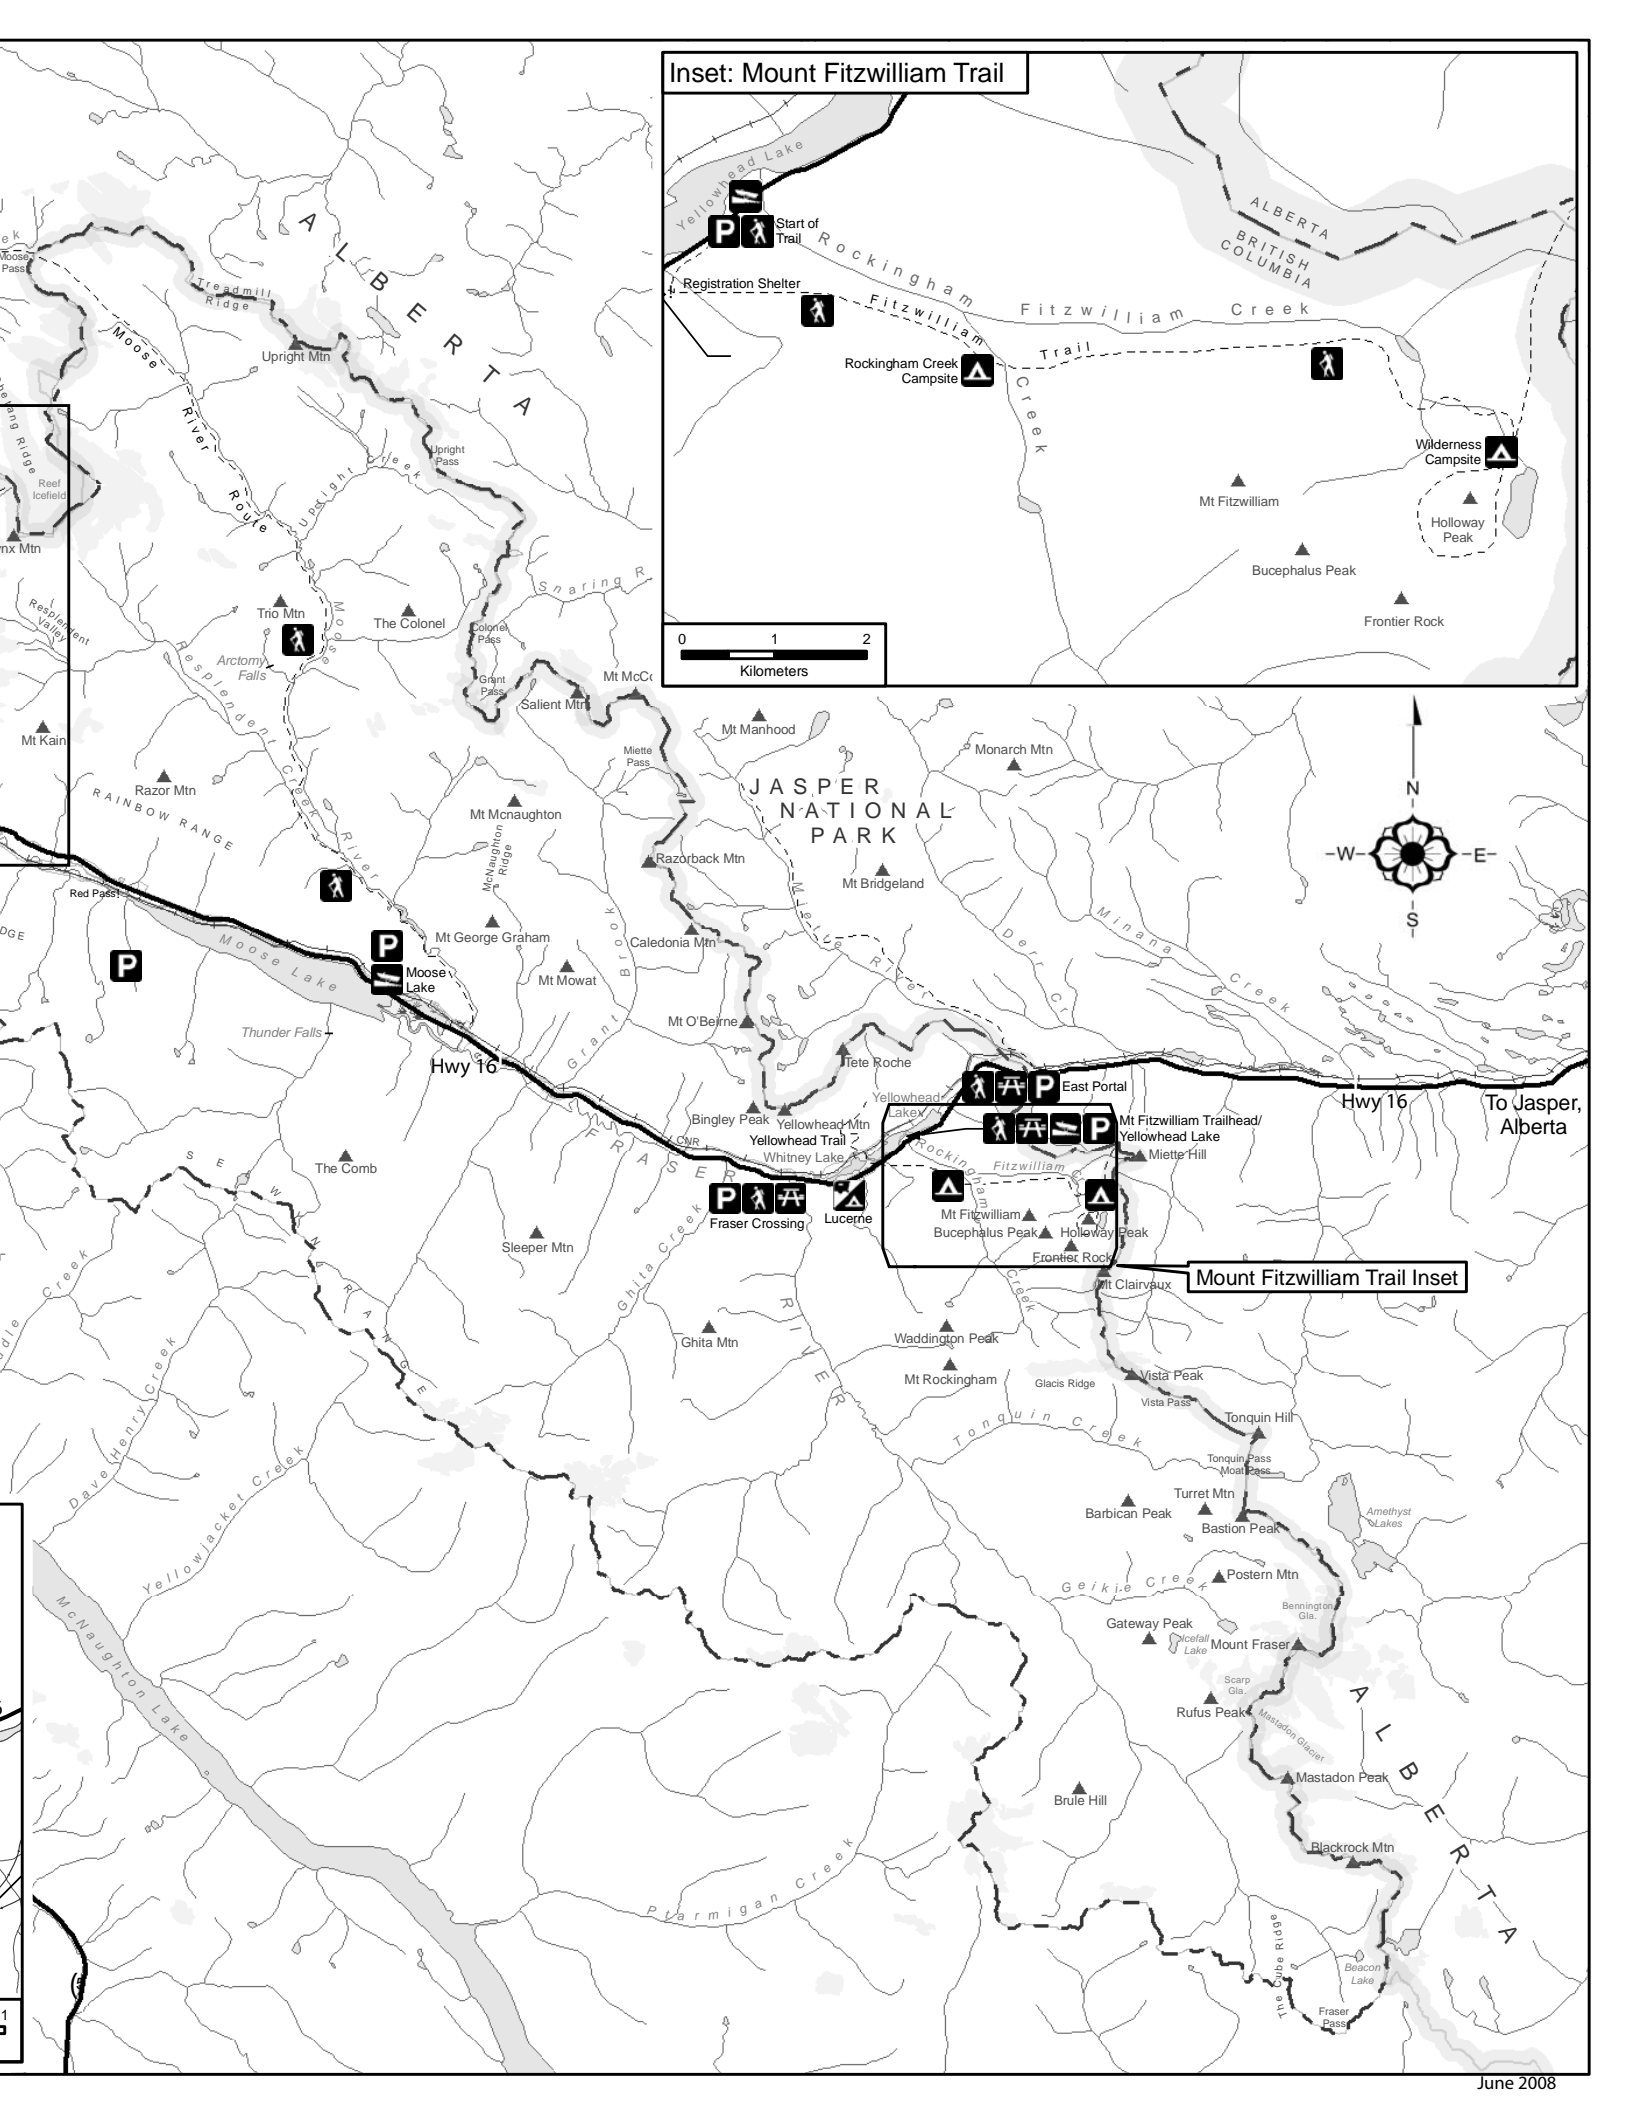 Inset: Mount Fitzwilliam Trail
Yellowhead Lake
P
Start of
Trail
Registration Shelter
Rockingham
Creek
Fitzwilliam Creek
Fitzwilliam
Trail
Rockingham Creek
Campsite
ALBERTA
BRITISH
COLUMBIA
Wilderness
Campsite
Mt Fitzwilliam
Holloway
Peak
Bucephalus Peak
Frontier Rock
0 1 2
Kilometers
ALBERTA
Moose
Pass
Treadmill
Ridge
Upright Mtn
Moose
River
Route
Upright
Pass
Upright Creek
Reef
Icefield
Resplendent
Valley
Trio Mtn
The Colonel
Snaring R
Colonel
Pass
Grant
Pass
Arctomy
Falls
Moose
Resplendent
Creek
River
Salient Mtn
Mt Kain
Razor Mtn
RAINBOW RANGE
Miette
Pass
Mt Manhood
Monarch Mtn
Mt Mcnaughton
McNaughton
Ridge
JASPER
NATIONAL
PARK
Razorback Mtn
Mt Bridgeland
Red Pass
P
Moose Lake
P
Moose
Lake
Mt George Graham
Mt Mowat
Grant Brook
Caledonia Mtn
Miette River
Derr Cr
Minana Creek
N
W
E
S
Thunder Falls
Hwy 16
Mt O'Beirne
Tete Roche
Bingley Peak
Yellowhead Mtn
Yellowhead Trail
Whitney Lake
Yellowhead
Lake
P
East Portal
P
Mt Fitzwilliam Trailhead/
Yellowhead Lake
Miette Hill
Hwy 16
To Jasper,
Alberta
CNR
FRASER
RIVER
SELWYN
RANGE
The Comb
P
Fraser Crossing
Lucerne
Rockingham
Creek
Fitzwilliam
Mt Fitzwilliam
Bucephalus Peak
Holloway Peak
Frontier Rock
Mount Fitzwilliam Trail Inset
Mt Clairvaux
Sleeper Mtn
Ghita Creek
Ghita Mtn
Waddington Peak
Mt Rockingham
Glacis Ridge
Vista Peak
Vista Pass
Tonquin Hill
Tonquin Creek
Tonquin Pass
Moat Pass
Dave Henry Creek
Yellowjacket Creek
Barbican Peak
Turret Mtn
Bastion Peak
Amethyst
Lakes
Geikie Creek
Postern Mtn
Bennington
Gla.
Gateway Peak
Icefall
Lake
Mount Fraser
Scarp
Gla.
Rufus Peak
Mastadon Glacier
Mastadon Peak
ALBERTA
McNaughton Lake
Brule Hill
Blackrock Mtn
Ptarmigan Creek
The Cube Ridge
Beacon
Lake
Fraser
Pass
1
June 2008